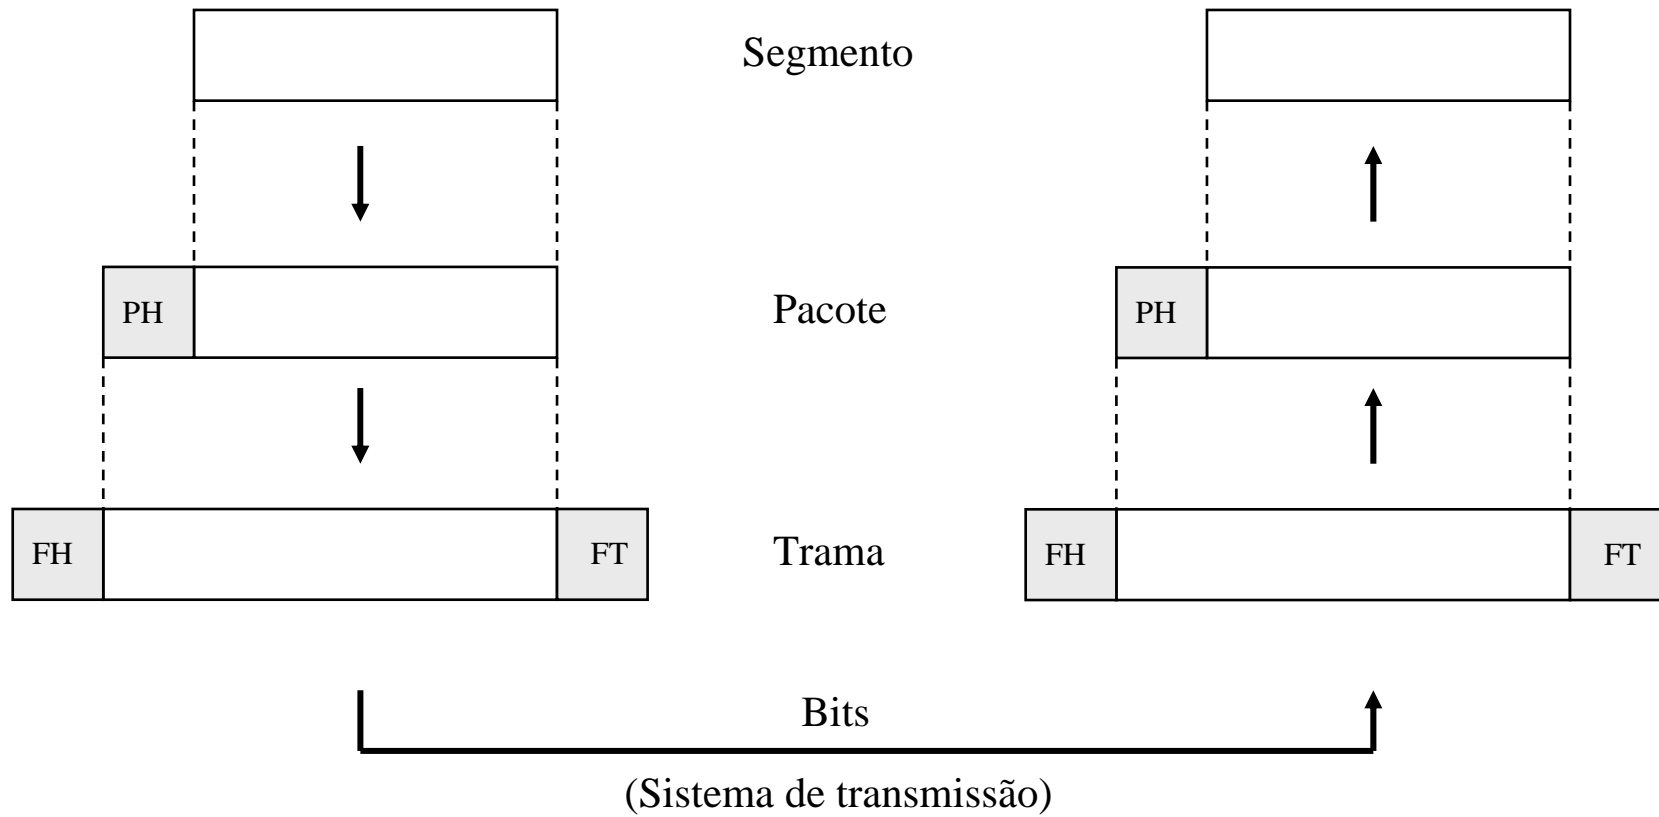 Segmento
PH
Pacote
PH
FH
FT
Trama
FH
FT
Bits
(Sistema de transmissão)